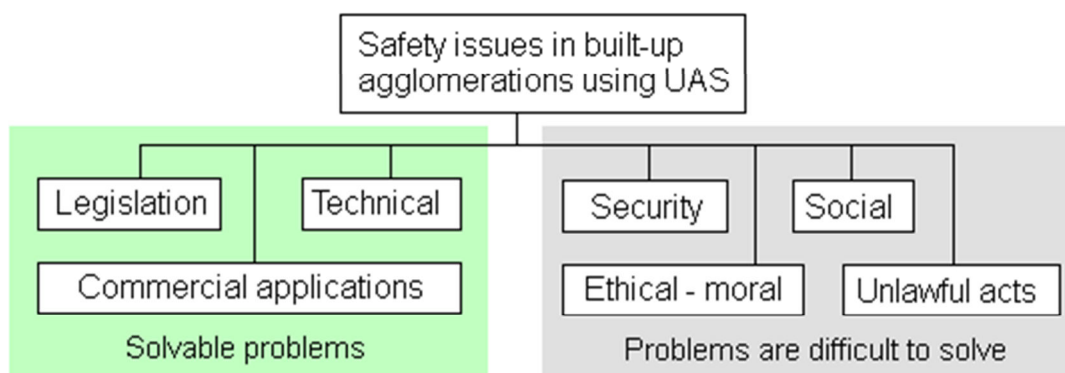 Safety issues in built-up
agglomerations using UAS
Legislation
Technical
Commercial applications
Solvable problems
Security
Social
Ethical - moral
Unlawful acts
Problems are difficult to solve